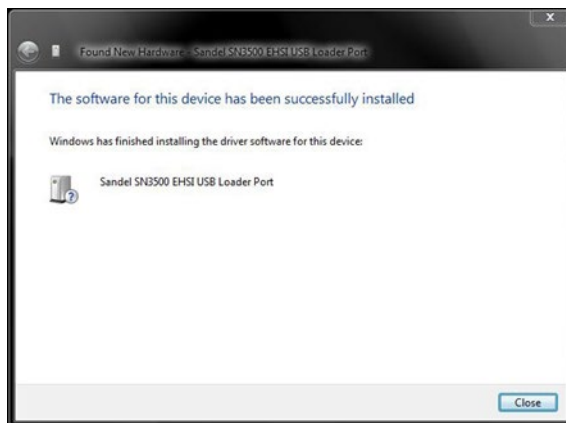 x
Found New Hardware - Sandel SN3500 EHSI USB Loader Port
The software for this device has been successfully installed
Windows has finished installing the driver software for this device:
Sandel SN3500 EHSI USB Loader Port
?
Close